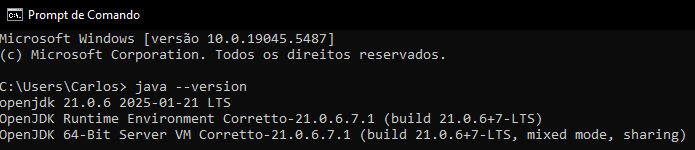 Prompt de Comando
Microsoft Windows [versão 10.0.19045.5487]
(c) Microsoft Corporation. Todos os direitos reservados.
C:\Users\Carlos> java --version
openjdk 21.0.6 2025-01-21 LTS
OpenJDK Runtime Environment Corretto-21.0.6.7.1 (build 21.0.6+7-LTS)
OpenJDK 64-Bit Server VM Corretto-21.0.6.7.1 (build 21.0.6+7-LTS, mixed mode, sharing)